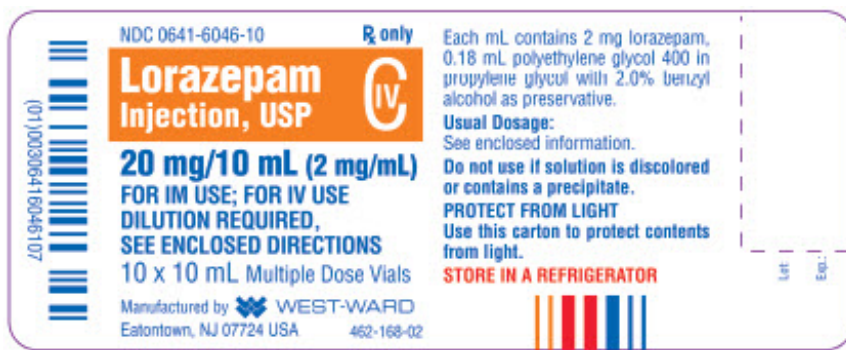 (01)00306416046107
NDC 0641-6046-10 Rx only
Lorazepam
Injection, USP
CIV
20 mg/10 mL (2 mg/mL)
FOR IM USE; FOR IV USE
DILUTION REQUIRED,
SEE ENCLOSED DIRECTIONS
10 x 10 mL Multiple Dose Vials
Manufactured by WEST-WARD
Eatontown, NJ 07724 USA 462-168-02
Each mL contains 2 mg lorazepam,
0.18 mL polyethylene glycol 400 in
propylene glycol with 2.0% benzyl
alcohol as preservative.
Usual Dosage:
See enclosed information.
Do not use if solution is discolored
or contains a precipitate.
PROTECT FROM LIGHT
Use this carton to protect contents
from light.
STORE IN A REFRIGERATOR
Lot:
Exp.: